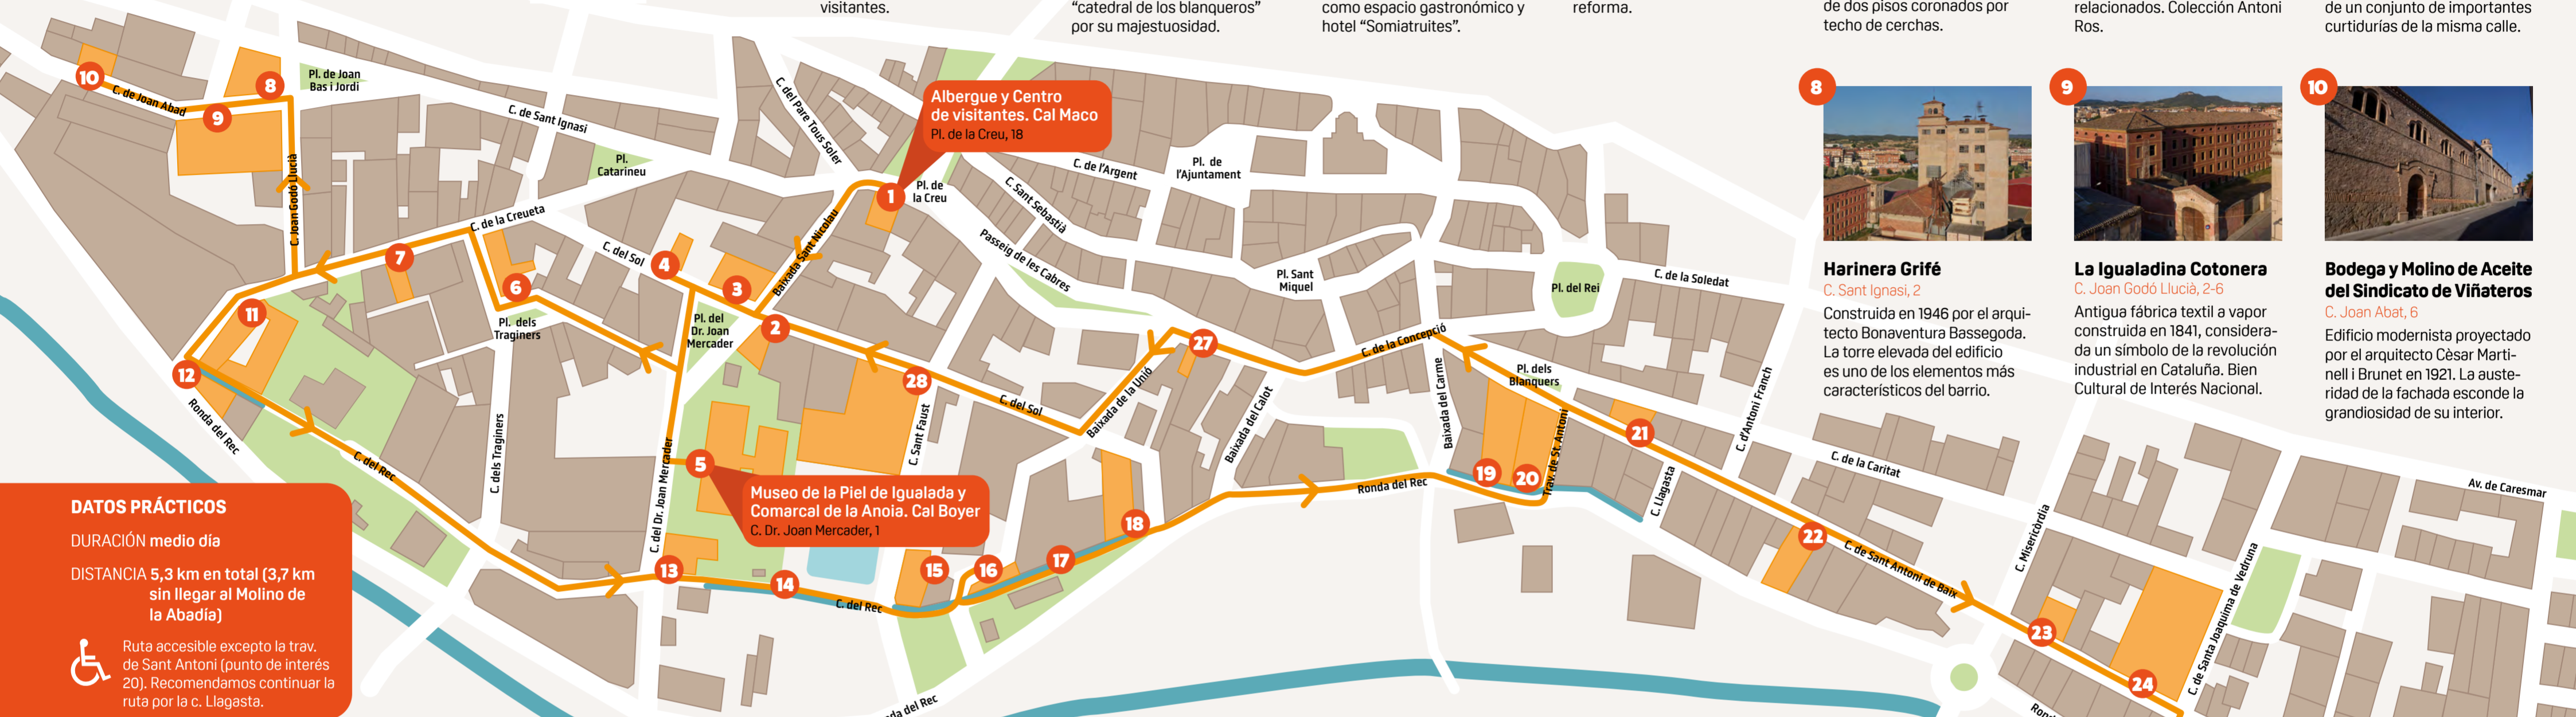 visitantes.
"catedral de los blanqueros"
por su majestuosidad.
como espacio gastronómico y
hotel "Somiatruites".
reforma.
de dos pisos coronados por
techo de cerchas.
relacionados. Colección Antoni
Ros.
de un conjunto de importantes
curtidurías de la misma calle.
10
8
9
Pl. de Joan
Bas i Jordi
C. de Joan Abad
C. Joan Godó Llucià
C. de Sant Ignasi
Pl.
Catarineu
C. del Pare Tous Soler
Albergue y Centro
de visitantes. Cal Maco
Pl. de la Creu, 18
1
Pl. de
la Creu
C. de l'Argent
Pl. de
l'Ajuntament
C. Sant Sebastià
Passeig de les Cabres
Pl. Sant
Miquel
Pl. del Rei
C. de la Soledat
C. de la Creueta
7
6
Pl. dels
Traginers
C. del Sol
4
3
Baixada Sant Nicolau
2
Pl. del
Dr. Joan
Mercader
11
12
Ronda del Rec
C. del Rec
C. dels Traginers
C. del Dr. Joan Mercader
28
C. del Sol
C. Sant Faust
Baixada de la Unió
27
C. de la Concepció
Baixada del Calot
Baixada del Carme
Pl. dels
Blanquers
Trav. de St. Antoni
C. d'Antoni Franch
5
Museo de la Piel de Igualada y
Comarcal de la Anoia. Cal Boyer
C. Dr. Joan Mercader, 1
13
14
C. del Rec
15
16
17
18
Ronda del Rec
19
20
21
C. Llagasta
22
C. de la Caritat
C. de Sant Antoni de Baix
C. Misericòrdia
23
24
C. de Santa Joaquima de Vedruna
Av. de Caresmar
da del Rec
Ron
DATOS PRÁCTICOS
DURACIÓN medio día
DISTANCIA 5,3 km en total (3,7 km
sin llegar al Molino de
la Abadía)
Ruta accesible excepto la trav.
de Sant Antoni (punto de interés
20). Recomendamos continuar la
ruta por la c. Llagasta.
8
Harinera Grifé
C. Sant Ignasi, 2
Construida en 1946 por el arqui-
tecto Bonaventura Bassegoda.
La torre elevada del edificio
es uno de los elementos más
característicos del barrio.
9
La Igualadina Cotonera
C. Joan Godó Llucià, 2-6
Antigua fábrica textil a vapor
construida en 1841, considera-
da un símbolo de la revolución
industrial en Cataluña. Bien
Cultural de Interés Nacional.
10
Bodega y Molino de Aceite
del Sindicato de Viñateros
C. Joan Abat, 6
Edificio modernista proyectado
por el arquitecto Cèsar Marti-
nell i Brunet en 1921. La auste-
ridad de la fachada esconde la
grandiosidad de su interior.